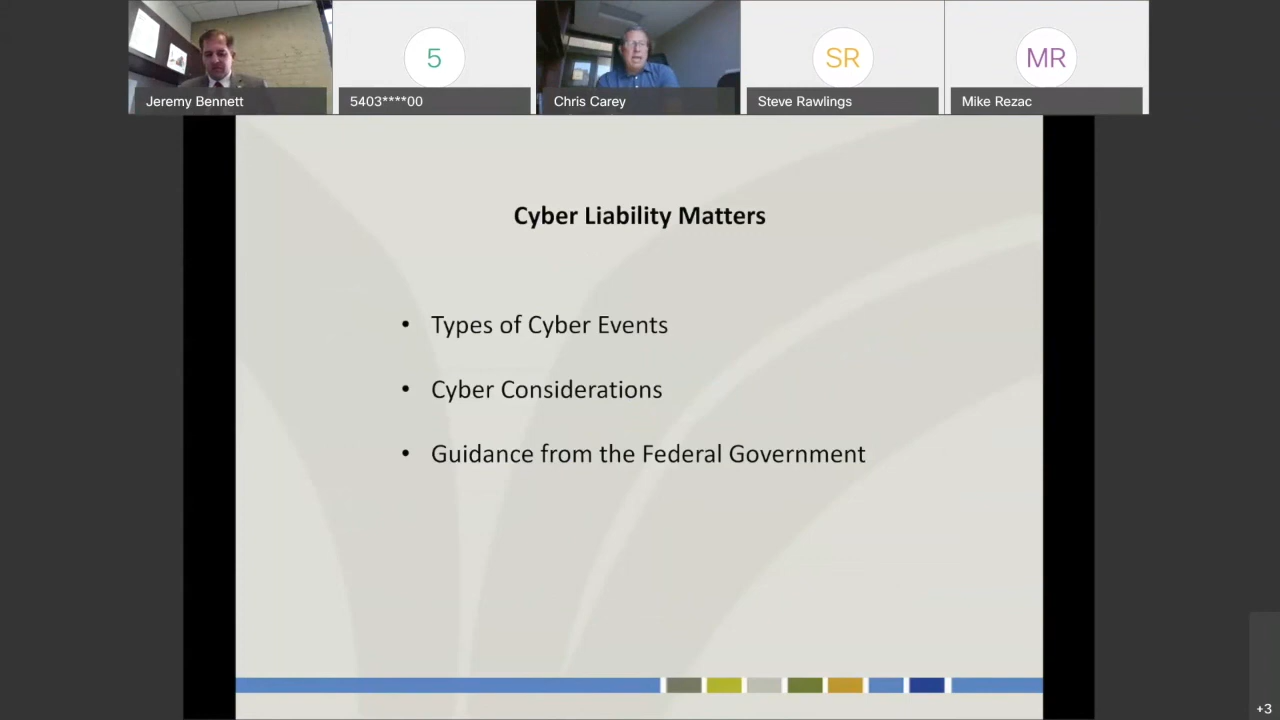 5
SR
MR
Jeremy Bennett
5403****00
Chris Carey
Steve Rawlings
Mike Rezac
Cyber Liability Matters
• Types of Cyber Events
• Cyber Considerations
• Guidance from the Federal Government
+3